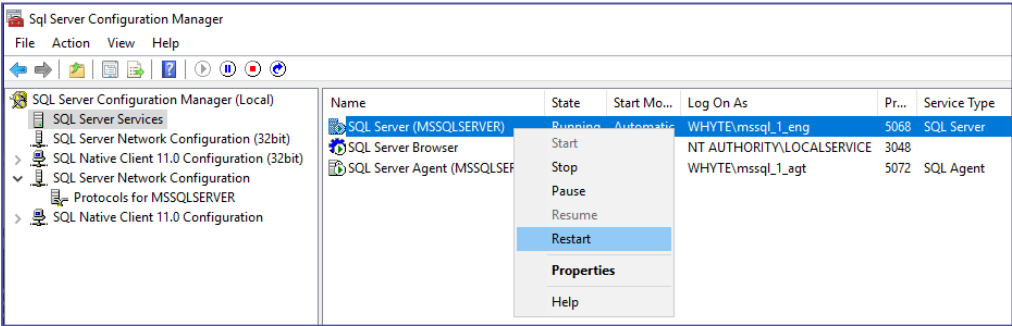 Sql Server Configuration Manager
File Action View Help
SQL Server Configuration Manager (Local)
SQL Server Services
SQL Server Network Configuration (32bit)
SQL Native Client 11.0 Configuration (32bit)
SQL Server Network Configuration
Protocols for MSSQLSERVER
SQL Native Client 11.0 Configuration
Name State Start Mo... Log On As Pr... Service Type
SQL Server (MSSQLSERVER) Running Automatic WHYTE\mssql_1_eng 5068 SQL Server
SQL Server Browser NT AUTHORITY\LOCALSERVICE 3048
SQL Server Agent (MSSQLSER WHYTE\mssql_1_agt 5072 SQL Agent
Start
Stop
Pause
Resume
Restart
Properties
Help